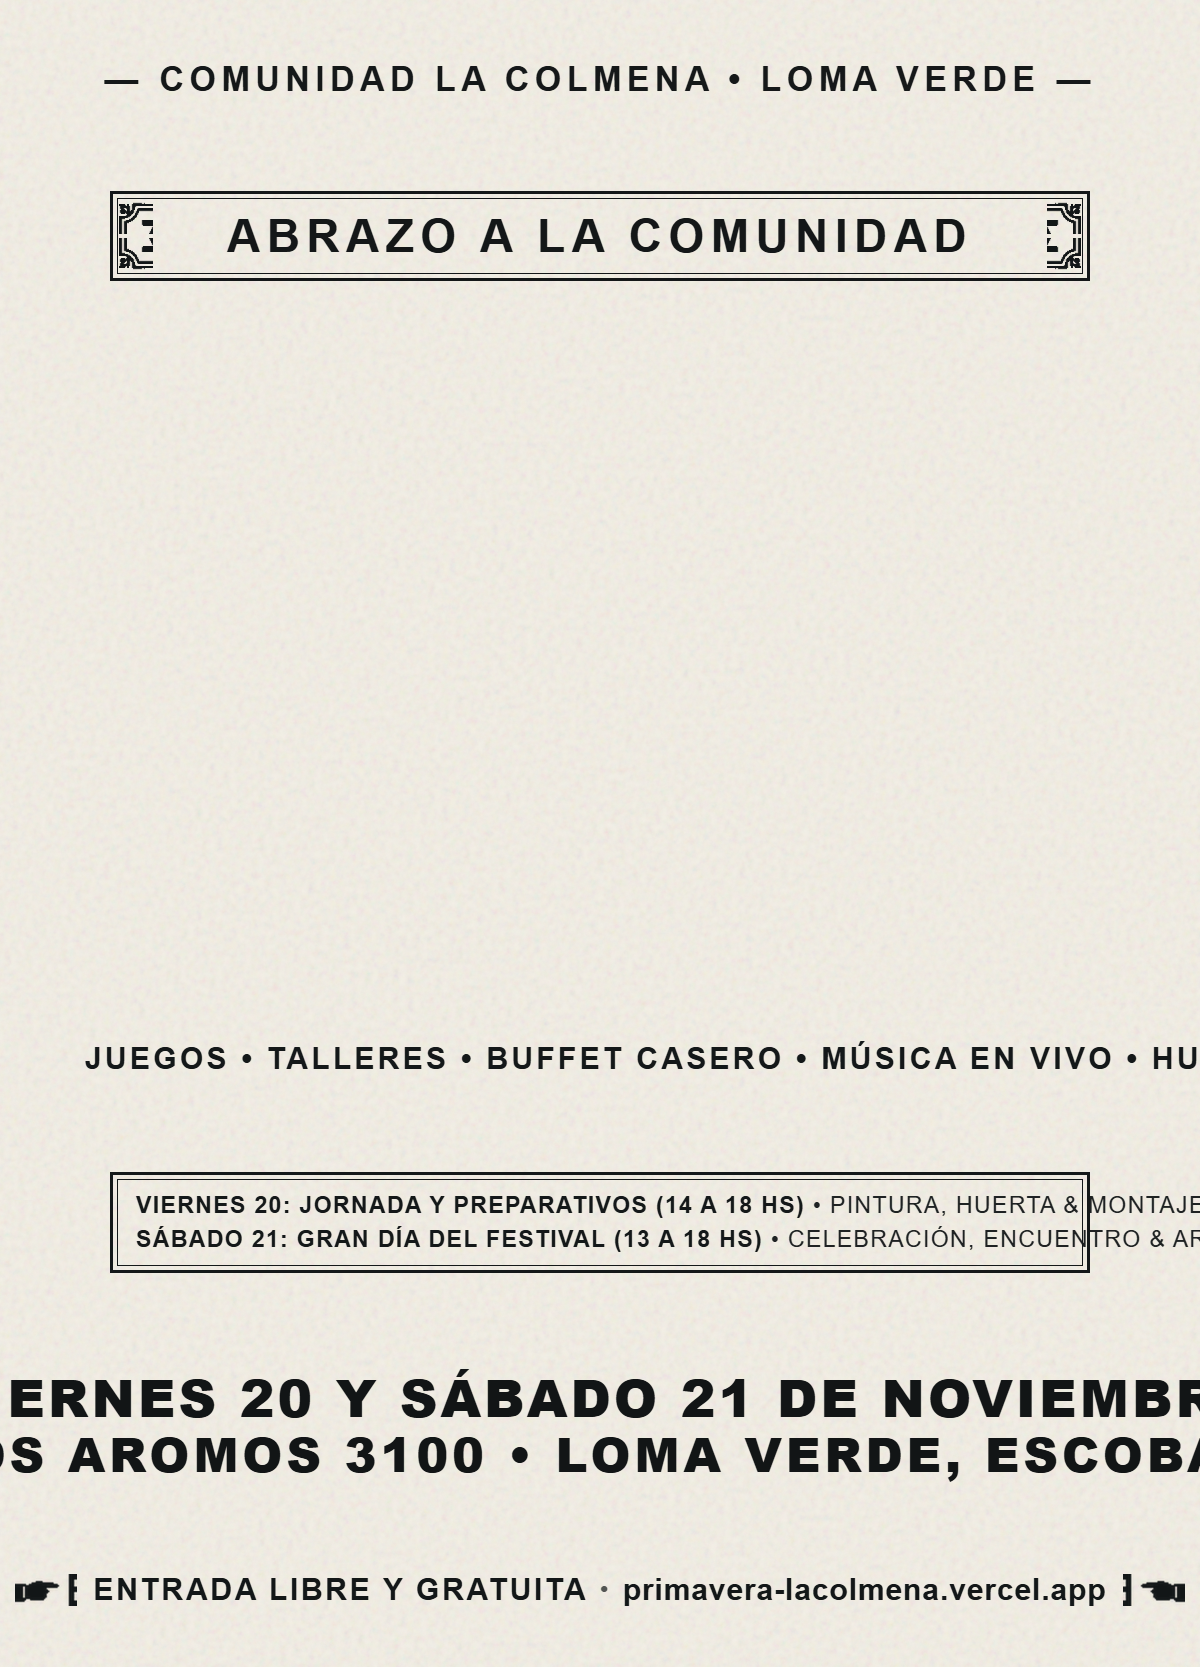 — COMUNIDAD LA COLMENA • LOMA VERDE —
ABRAZO A LA COMUNIDAD
JUEGOS • TALLERES • BUFFET CASERO • MÚSICA EN VIVO • HU
VIERNES 20: JORNADA Y PREPARATIVOS (14 A 18 HS) • PINTURA, HUERTA & MONTAJE
SÁBADO 21: GRAN DÍA DEL FESTIVAL (13 A 18 HS) • CELEBRACIÓN, ENCUENTRO & AR
ERNES 20 Y SÁBADO 21 DE NOVIEMBR
OS AROMOS 3100 • LOMA VERDE, ESCOBA
ENTRADA LIBRE Y GRATUITA • primavera-lacolmena.vercel.app